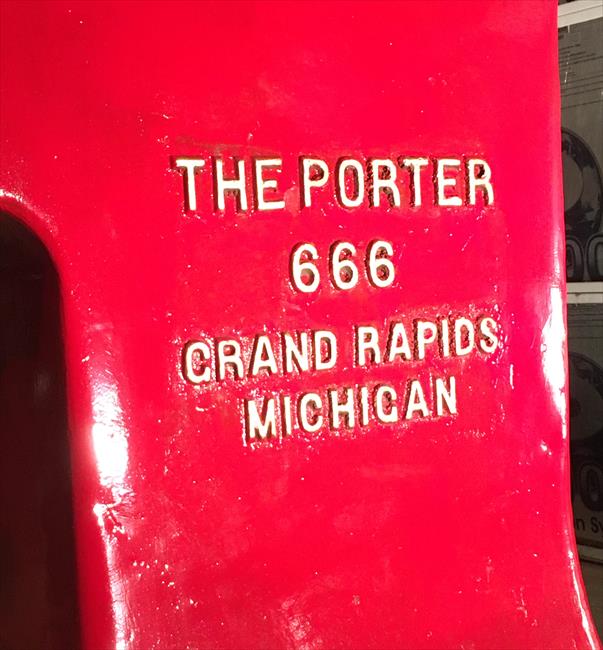 THE PORTER
666
GRAND RAPIDS
MICHIGAN